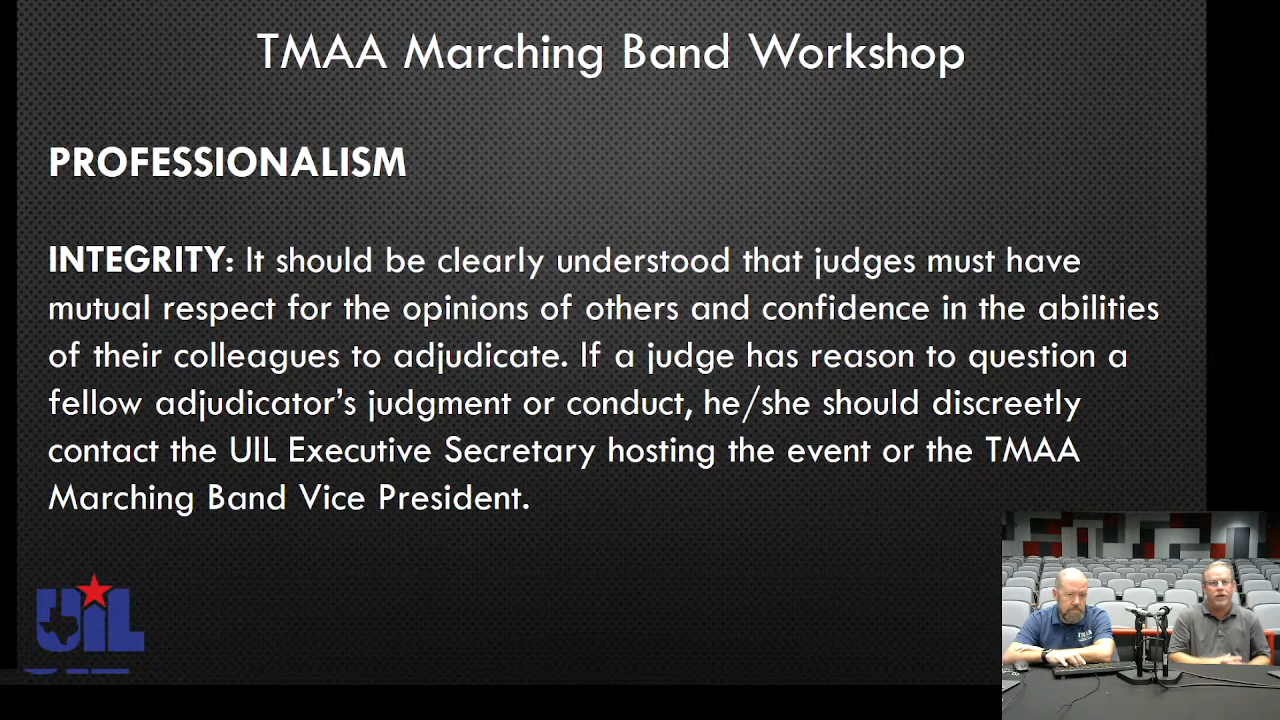 TMAA Marching Band Workshop
PROFESSIONALISM
INTEGRITY: It should be clearly understood that judges must have
mutual respect for the opinions of others and confidence in the abilities
of their colleagues to adjudicate. If a judge has reason to question a
fellow adjudicator’s judgment or conduct, he/she should discreetly
contact the UIL Executive Secretary hosting the event or the TMAA
Marching Band Vice President.
UIL